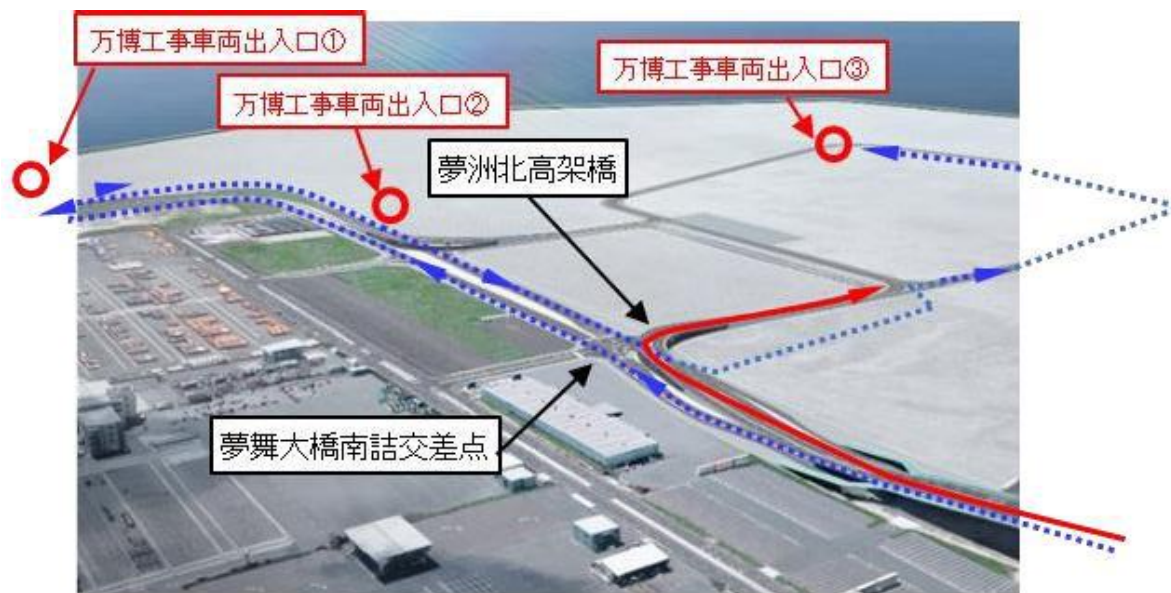 万博工事車両出入口①
万博工事車両出入口②
万博工事車両出入口③
夢洲北高架橋
夢舞大橋南詰交差点